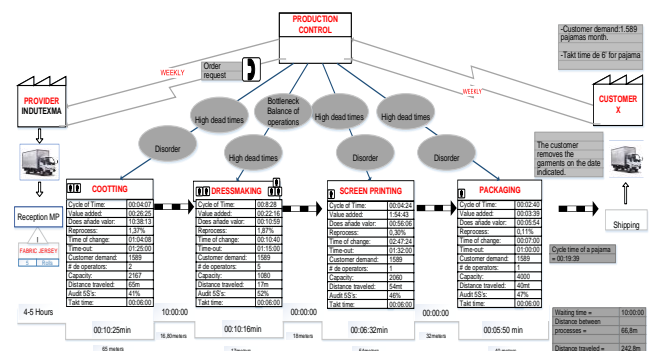 PRODUCTION
CONTROL
-Customer demand:1.589
pajamas month.
-Takt time de 6' for pajama
Order
request
WEEKLY
WEEKLY
PROVIDER
INDUTEXMA
CUSTOMER
X
Bottleneck
Balance of
operations
High dead times
High dead times
High dead times
Disorder
High dead times
Disorder
Disorder
The customer
removes the
garments on the date
indicated.
Reception MP
FABRIC JERSEY
5 Rolls
Shipping
COOTTING
Cycle of Time: 00:04:07
Value added: 00:26:25
Does añade valor: 10:38:13
Reprocess: 1,37%
Time of change: 01:04:08
Time-out: 01:25:00
Customer demand: 1589
# de operators: 2
Capacity: 2167
Distance traveled: 65m
Audit 5S's: 41%
Takt time: 00:06:00
DRESSMAKING
Cycle of Time: 00:8:28
Value added: 00:22:16
Does añade valor: 00:10:59
Reprocess: 1,87%
Time of change: 00:10:40
Time-out: 01:15:00
Customer demand: 1589
# de operators: 5
Capacity: 1080
Distance traveled: 17m
Audit 5S's: 52%
Takt time: 00:06:00
SCREEN PRINTING
Cycle of Time: 00:04:24
Value added: 1:54:43
Does añade valor: 00:56:06
Reprocess: 0,30%
Time of change: 02:47:24
Time-out: 01:32:00
Customer demand: 1589
# de operators: 1
Capacity: 2060
Distance traveled: 54mt
Audit 5S's: 46%
Takt time: 00:06:00
PACKAGING
Cycle of Time: 00:02:40
Value added: 00:03:39
Does añade valor: 00:05:54
Reprocess: 0,11%
Time of change: 00:07:00
Time-out: 01:00:00
Customer demand: 1589
# de operators: 1
Capacity: 4000
Distance traveled: 40mt
Audit 5S's: 47%
Takt time: 00:06:00
Cycle time of a pajama
= 00:19:39
4-5 Hours
10:00:00
00:00:00
00:00:00
00:10:25min
00:10:16min
00:06:32min
00:05:50 min
16,80meters
18meters
32meters
65 meters
Waiting time = 10:00:00
Distance between
processes = 66,8m
Distance traveled = 242,8m